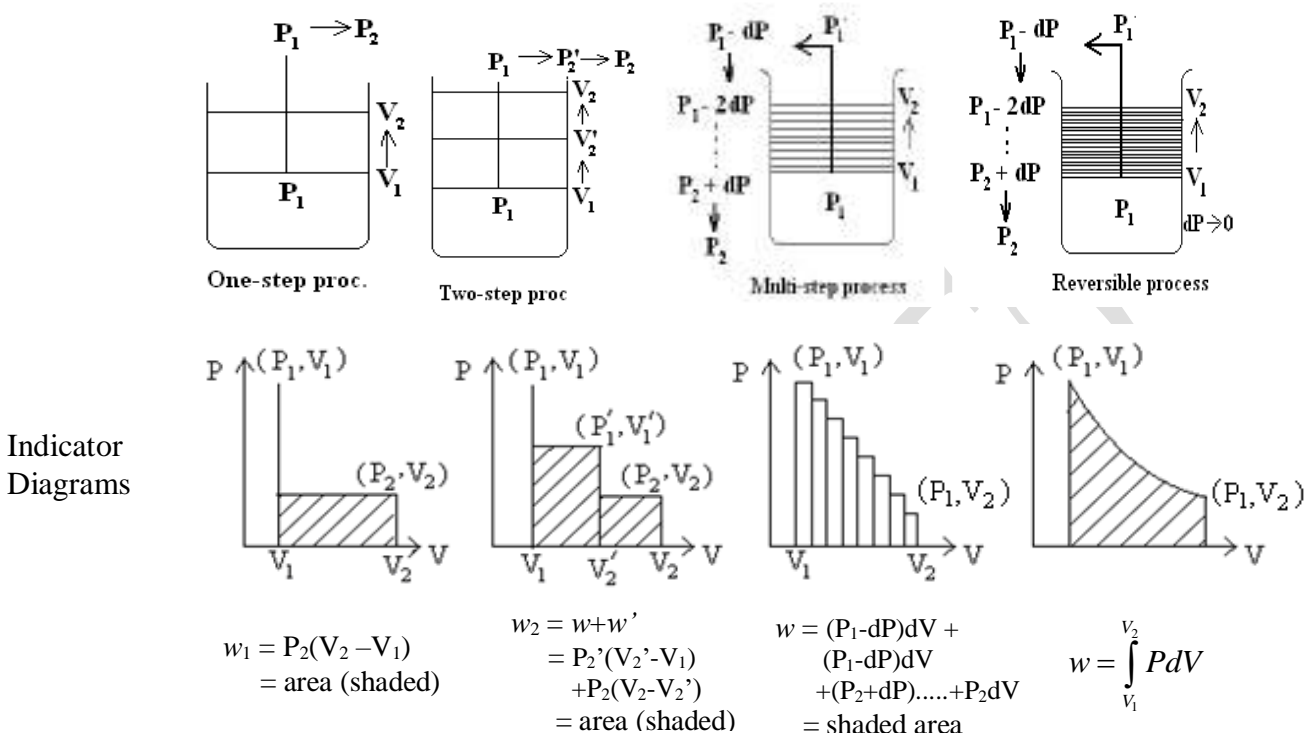 P₁ → P₂
V₂
V₁
P₁
One-step proc.
P₁ → P₂' → P₂
V₂
V₂'
V₁
P₁
Two-step proc
P₁- dP
P₁
P₁- 2dP
V₂
P₂ + dP
V₁
P₁
P₂
Multi-step process
P₁- dP
P₁
P₁- 2dP
V₂
P₂ + dP
V₁
P₁
dP→0
P₂
Reversible process
Indicator
Diagrams
P
(P₁,V₁)
(P₂,V₂)
V₁
V₂
V
P
(P₁,V₁)
(P₁',V₁')
(P₂,V₂)
V₁
V₂'
V₂
V
P
(P₁,V₁)
(P₁,V₂)
V₁
V₂
V
P
(P₁,V₁)
(P₁,V₂)
V
w₁ = P₂(V₂ –V₁)
= area (shaded)
w₂ = w+w’
= P₂’(V₂’-V₁)
+P₂(V₂-V₂’)
= area (shaded)
w = (P₁-dP)dV +
(P₁-dP)dV
+(P₂+dP).....+P₂dV
= shaded area
w = ∫_{V₁}^{V₂} PdV